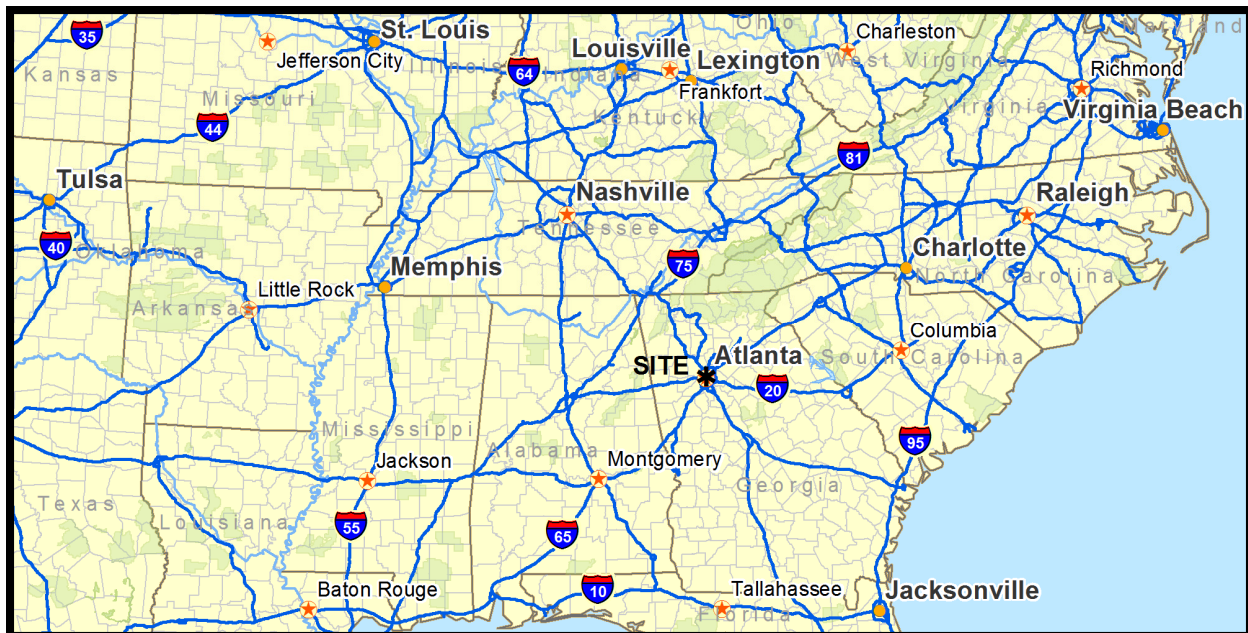 Ohio
Maryland
35
St. Louis
Charleston
Jefferson City
Louisville
Lexington
West Virginia
Kansas
Illinois
64
Indiana
Richmond
Frankfort
Missouri
Kentucky
Virginia
Virginia Beach
44
81
Tulsa
Nashville
Raleigh
Tennessee
40
Oklahoma
75
Charlotte
Memphis
North Carolina
Little Rock
Arkansas
Columbia
SITE
Atlanta
South Carolina
20
Mississippi
95
Alabama
Jackson
Montgomery
Georgia
Texas
Louisiana
55
65
Baton Rouge
10
Tallahassee
Jacksonville
Florida